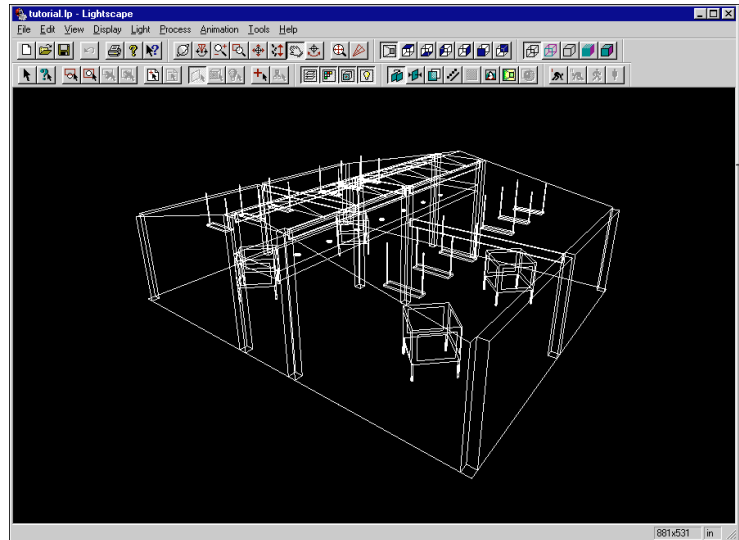 tutorial.lp - Lightscape
File Edit View Display Light Process Animation Tools Help
881x531 in